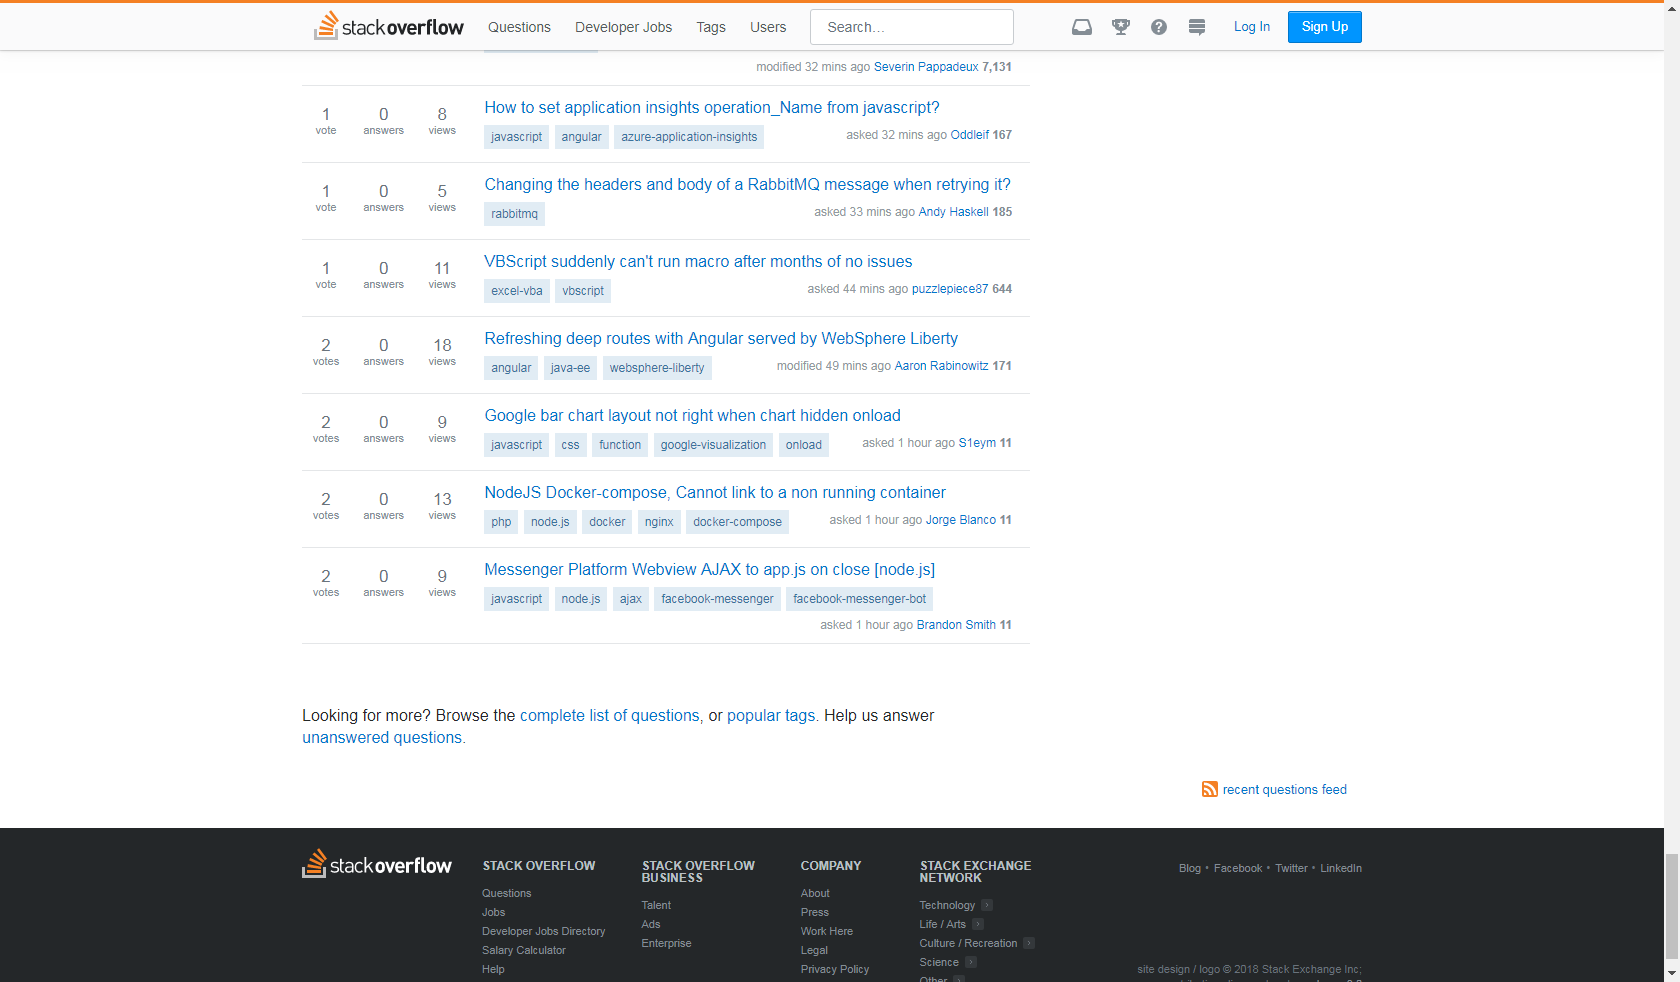 stackoverflow Questions Developer Jobs Tags Users Search... Log In Sign Up
modified 32 mins ago Severin Pappadeux 7,131
1 vote 0 answers 8 views
How to set application insights operation_Name from javascript?
javascript angular azure-application-insights
asked 32 mins ago Oddleif 167
1 vote 0 answers 5 views
Changing the headers and body of a RabbitMQ message when retrying it?
rabbitmq
asked 33 mins ago Andy Haskell 185
1 vote 0 answers 11 views
VBScript suddenly can't run macro after months of no issues
excel-vba vbscript
asked 44 mins ago puzzlepiece87 644
2 votes 0 answers 18 views
Refreshing deep routes with Angular served by WebSphere Liberty
angular java-ee websphere-liberty
modified 49 mins ago Aaron Rabinowitz 171
2 votes 0 answers 9 views
Google bar chart layout not right when chart hidden onload
javascript css function google-visualization onload
asked 1 hour ago S1eym 11
2 votes 0 answers 13 views
NodeJS Docker-compose, Cannot link to a non running container
php node.js docker nginx docker-compose
asked 1 hour ago Jorge Blanco 11
2 votes 0 answers 9 views
Messenger Platform Webview AJAX to app.js on close [node.js]
javascript node.js ajax facebook-messenger facebook-messenger-bot
asked 1 hour ago Brandon Smith 11
Looking for more? Browse the complete list of questions, or popular tags. Help us answer
unanswered questions.
recent questions feed
stackoverflow
STACK OVERFLOW
Questions
Jobs
Developer Jobs Directory
Salary Calculator
Help
STACK OVERFLOW
BUSINESS
Talent
Ads
Enterprise
COMPANY
About
Press
Work Here
Legal
Privacy Policy
STACK EXCHANGE
NETWORK
Technology
Life / Arts
Culture / Recreation
Science
Other
Blog • Facebook • Twitter • LinkedIn
site design / logo © 2018 Stack Exchange Inc;